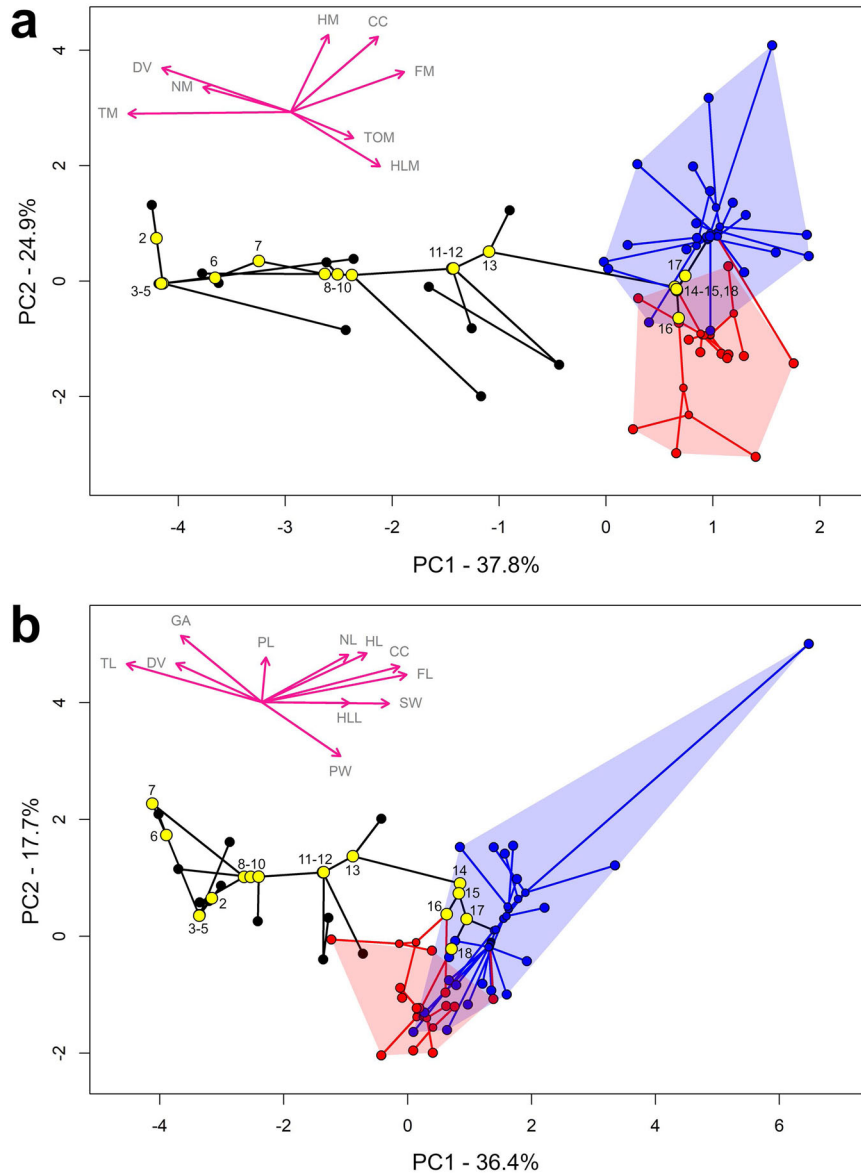 a
HM CC
DV
NM
FM
TM
TOM
HLM
4
2
0
-2
PC2 - 24.9%
2
7
6
3-5
8-10
11-12
13
17
14-15,18
16
-4 -3 -2 -1 0 1 2
PC1 - 37.8%
b
GA
PL
NL HL
TL
DV
CC
FL
SW
HLL
PW
4
2
0
-2
PC2 - 17.7%
7
6
8-10
11-12
13
14
15
2
16
17
3-5
18
-4 -2 0 2 4 6
PC1 - 36.4%